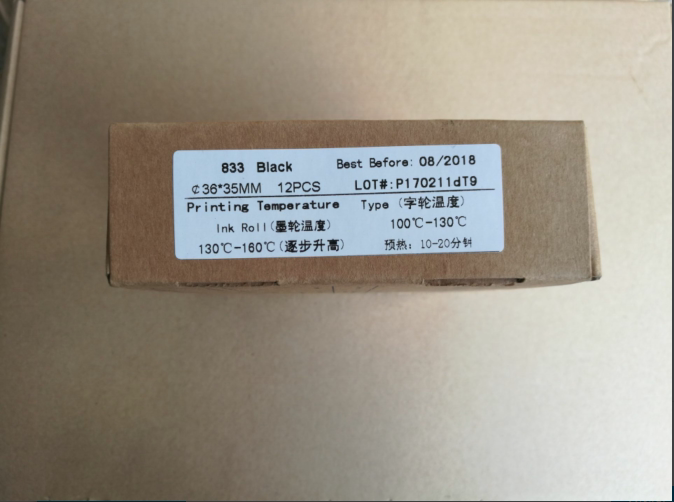 833 Black Best Before: 08/2018
¢36*35MM 12PCS LOT#:P170211dT9
Printing Temperature Type (字轮温度)
Ink Roll(墨轮温度) 100℃-130℃
130℃-160℃(逐步升高) 预热: 10-20分钟